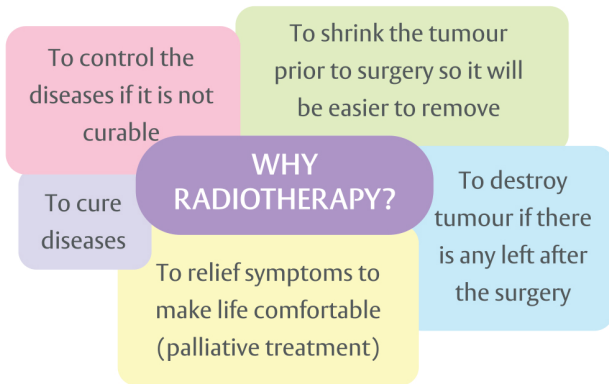 To control the
diseases if it is not
curable
To shrink the tumour
prior to surgery so it will
be easier to remove
WHY
RADIOTHERAPY?
To cure
diseases
To destroy
tumour if there
is any left after
the surgery
To relief symptoms to
make life comfortable
(palliative treatment)